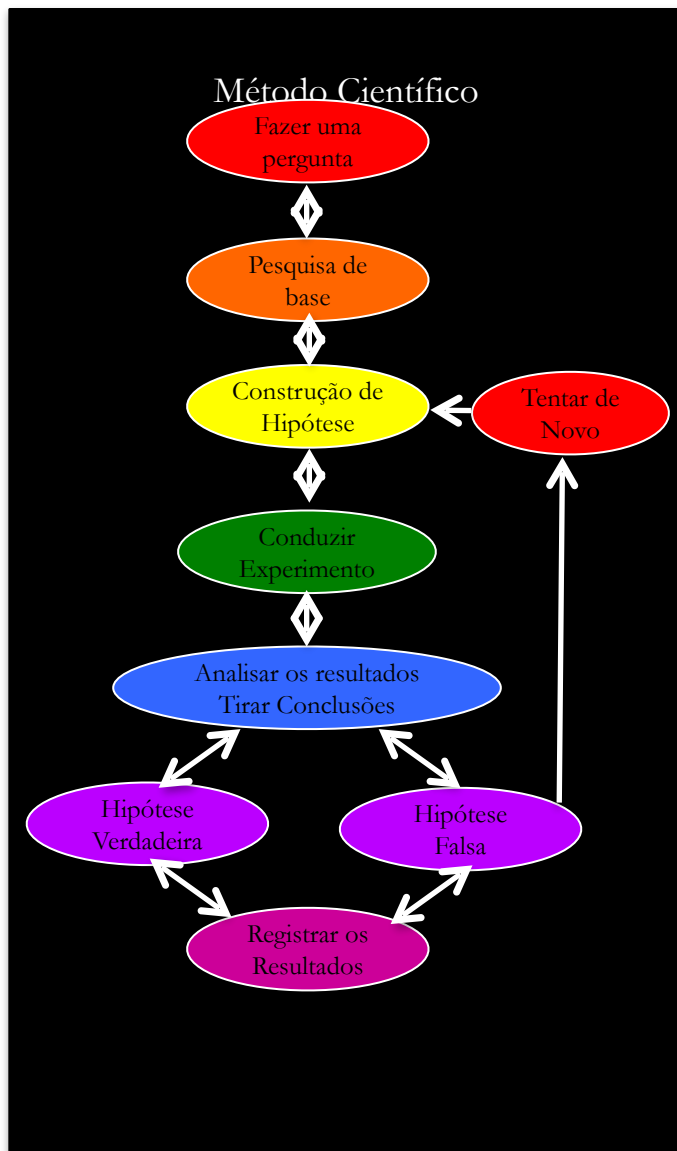 Método Científico
Fazer uma
pergunta
Pesquisa de
base
Construção de
Hipótese
Tentar de
Novo
Conduzir
Experimento
Analisar os resultados
Tirar Conclusões
Hipótese
Verdadeira
Hipótese
Falsa
Registrar os
Resultados